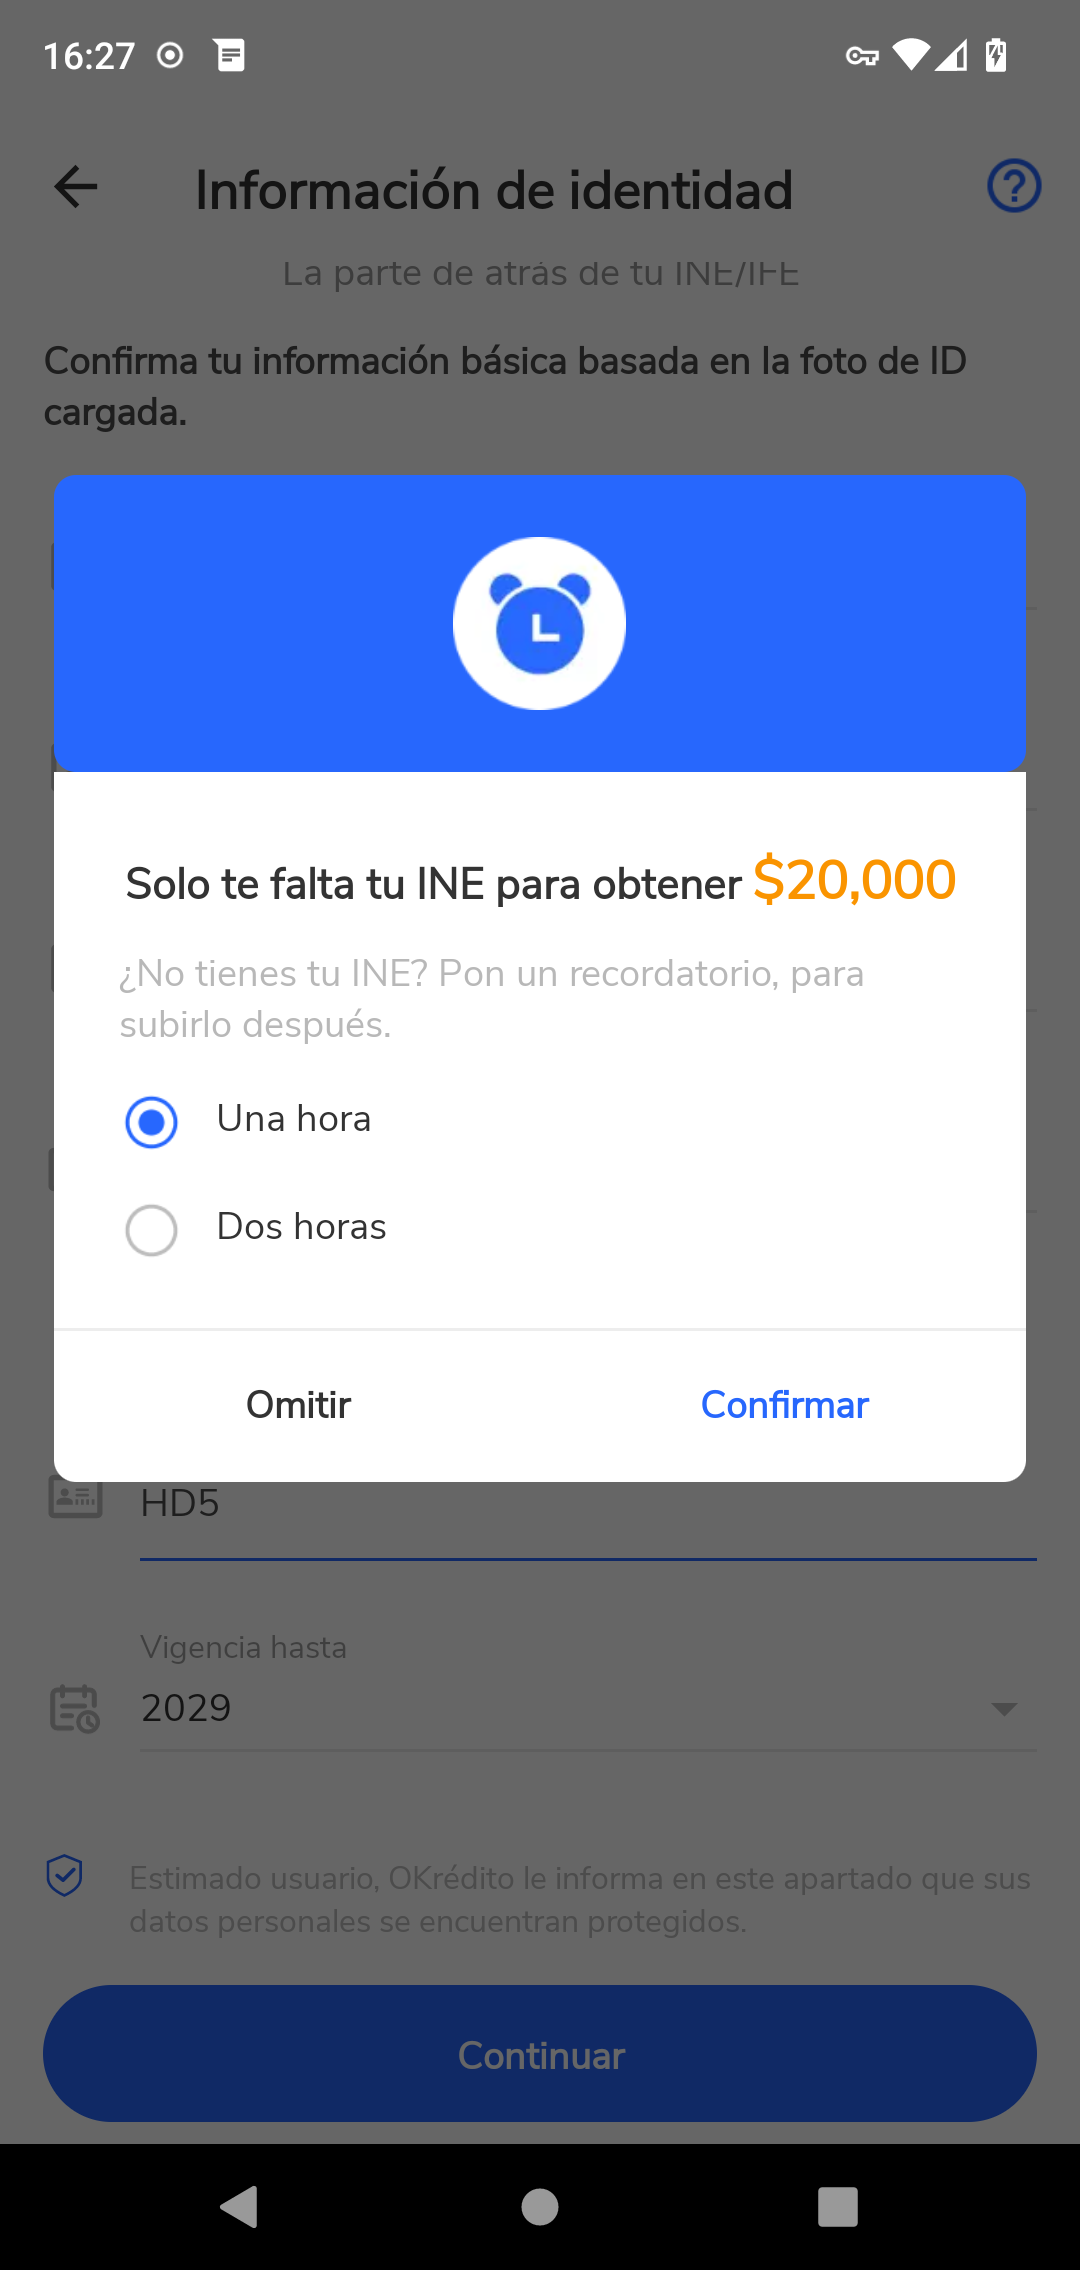 16:27
Información de identidad
La parte de atrás de tu INE/IFE
Confirma tu información básica basada en la foto de ID
cargada.
Solo te falta tu INE para obtener $20,000
¿No tienes tu INE? Pon un recordatorio, para
subirlo después.
Una hora
Dos horas
Omitir
Confirmar
HD5
Vigencia hasta
2029
Estimado usuario, OKrédito le informa en este apartado que sus
datos personales se encuentran protegidos.
Continuar